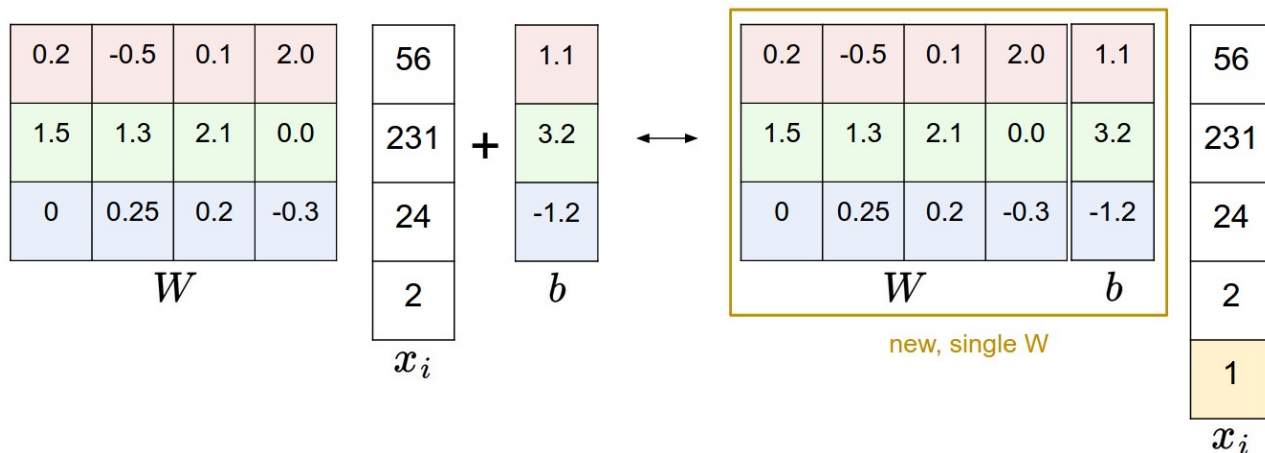 0.2 -0.5 0.1 2.0 56 1.1 0.2 -0.5 0.1 2.0 1.1 56
1.5 1.3 2.1 0.0 231 + 3.2 ↔ 1.5 1.3 2.1 0.0 3.2 231
0 0.25 0.2 -0.3 24 -1.2 0 0.25 0.2 -0.3 -1.2 24
W 2 b W b 2
x_i new, single W 1
x_i